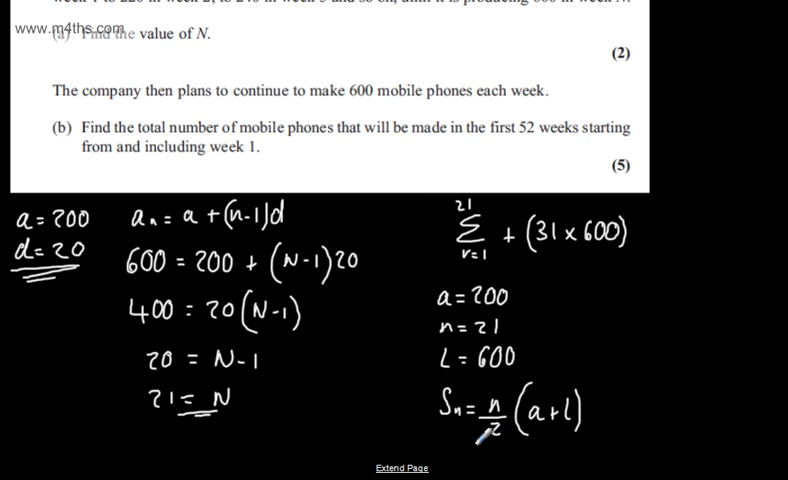 www.m4ths.com
(a) Find the value of N.
(2)
The company then plans to continue to make 600 mobile phones each week.
(b) Find the total number of mobile phones that will be made in the first 52 weeks starting
from and including week 1.
(5)
a = 200
d = 20
aₙ = a + (n-1)d
600 = 200 + (N-1)20
400 = 20(N-1)
20 = N-1
21 = N
21
Σ + (31 × 600)
r=1
a = 200
n = 21
L = 600
Sₙ = n/2 (a+l)
Extend Page